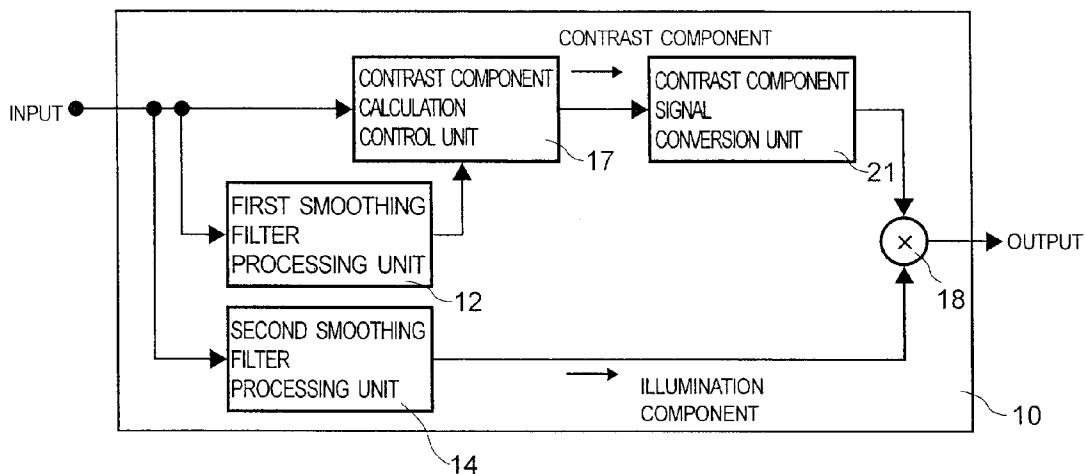 CONTRAST COMPONENT
INPUT
CONTRAST COMPONENT
CALCULATION
CONTROL UNIT
17
CONTRAST COMPONENT
SIGNAL
CONVERSION UNIT
21
FIRST SMOOTHING
FILTER
PROCESSING UNIT
12
×
18
OUTPUT
SECOND SMOOTHING
FILTER
PROCESSING UNIT
14
ILLUMINATION
COMPONENT
10